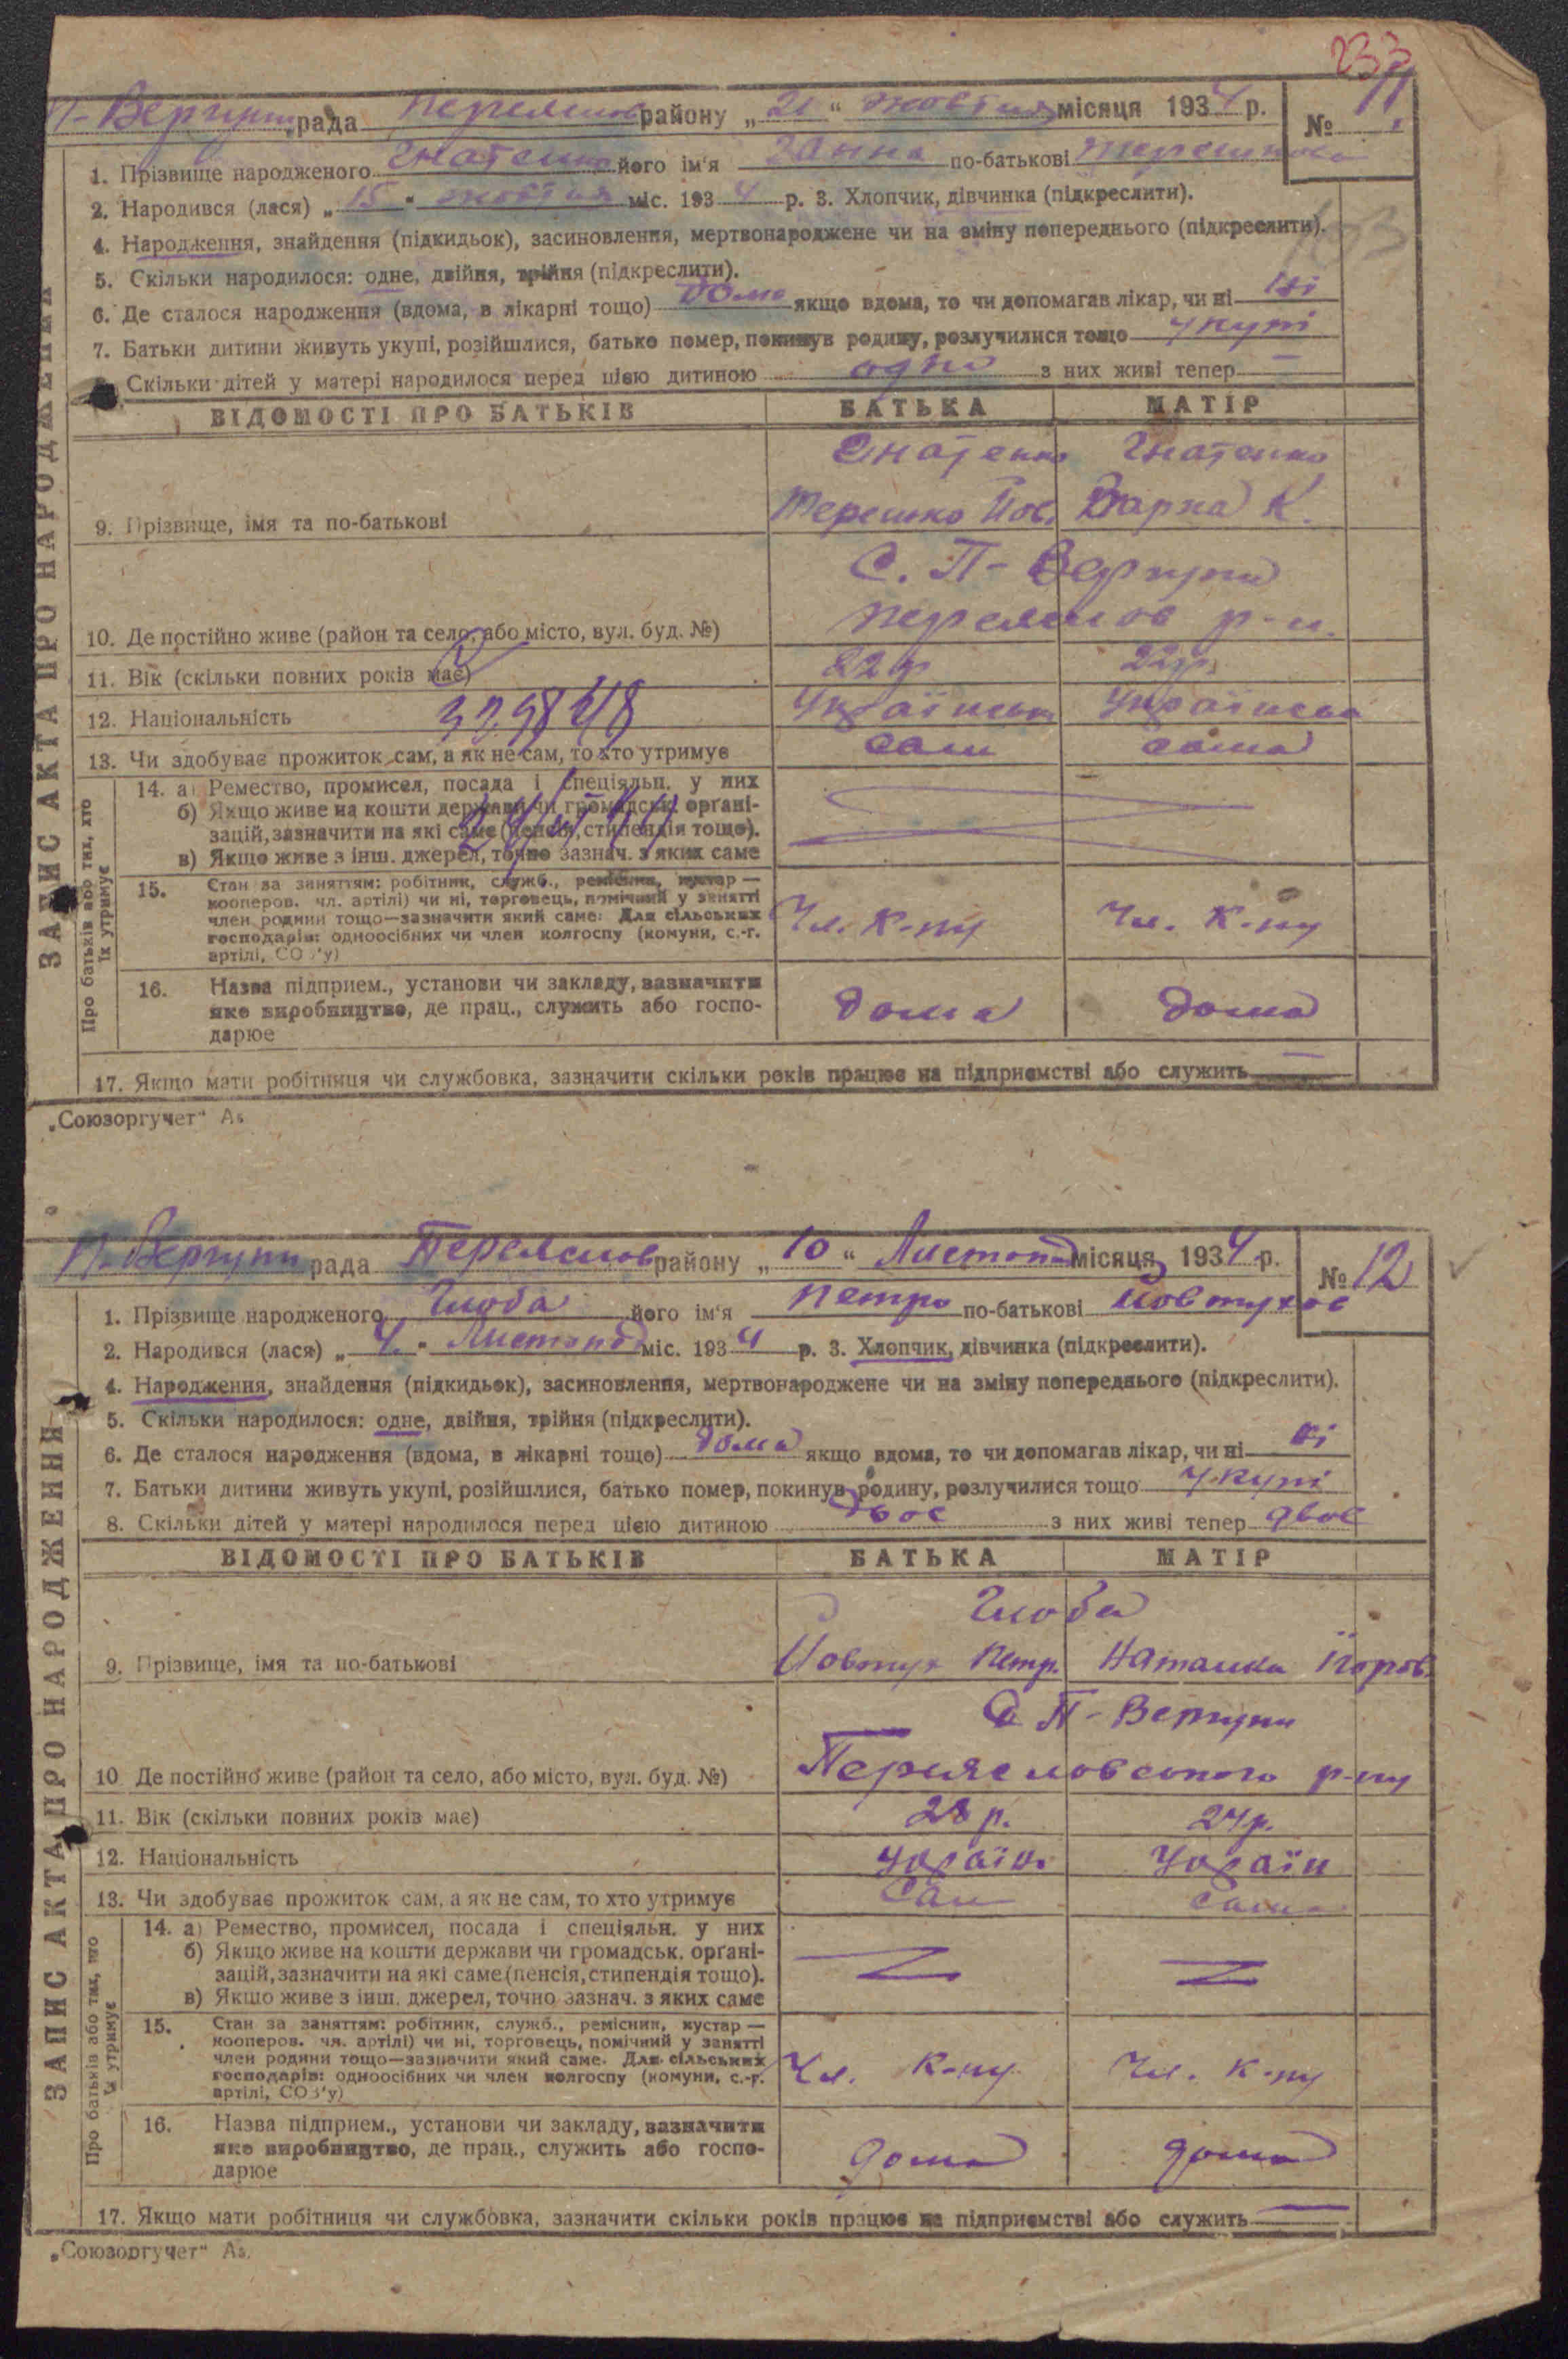 233
П-Вергуни рада Переяслов району „21“ жовтня місяця 1934 р. № 11
1. Прізвище народженого Гнатенко його ім'я Ганна по-батькові
2. Народився (лася) „15“ жовтня міс. 1934 р. 3. Хлопчик, дівчинка (підкреслити).
4. Народження, знайдення (підкидьок), засиновлення, мертвонароджене чи на зміну попереднього (підкреслити).
5. Скільки народилося: одне, двійня, трійня (підкреслити).
6. Де сталося народження (вдома, в лікарні тощо) дома якщо вдома, то чи допомагав лікар, чи ні ні
7. Батьки дитини живуть укупі, розійшлися, батько помер, покинув родину, розлучилися тощо укупі
Скільки дітей у матері народилося перед цією дитиною одно з них живі тепер —
ВІДОМОСТІ ПРО БАТЬКІВ БАТЬКА МАТІР
Гнатенко Гнатенко
9. Прізвище, імя та по-батькові Терешко Йос. Варка К.
С. П-Вергуни
10. Де постійно живе (район та село, або місто, вул. буд. №) Переяслов р-н.
11. Вік (скільки повних років має) 22р 22р.
12. Національність Українець Українська
13. Чи здобуває прожиток сам, а як не сам, то хто утримує сам сама
14. а) Ремество, промисел, посада і спеціяльн. у них
б) Якщо живе на кошти держави чи громадськ. орґані-
зацій, зазначити на які саме (пенсія, стипендія тощо).
в) Якщо живе з інш. джерел, точно зазнач. з яких саме
15. Стан за заняттям: робітник, служб., ремісник, кустар —
кооперов. чл. артілі) чи ні, торговець, помічний у занятті
член родини тощо—зазначити який саме. Для сільських
господарів: одноосібних чи член колгоспу (комуни, с.-г.
артілі, СОЗ'у) Чл. К-пу Чл. К-пу
16. Назва підприєм., установи чи закладу, зазначити
яке виробництво, де прац., служить або госпо-
дарює дома дома
17. Якщо мати робітниця чи службовка, зазначити скільки років працює на підприємстві або служить —
ЗАПИС АКТА ПРО НАРОДЖЕННЯ
Про батьків або тих, хто
їх утримує
„Союзоргучет“
П-Вергуни рада Переяслов району „10“ Листопад місяця 1934 р. № 12
1. Прізвище народженого Глоба його ім'я Петро по-батькові Йовтухов
2. Народився (лася) „4“ Листопад міс. 1934 р. 3. Хлопчик, дівчинка (підкреслити).
4. Народження, знайдення (підкидьок), засиновлення, мертвонароджене чи на зміну попереднього (підкреслити).
5. Скільки народилося: одне, двійня, трійня (підкреслити).
6. Де сталося народження (вдома, в лікарні тощо) дома якщо вдома, то чи допомагав лікар, чи ні ні
7. Батьки дитини живуть укупі, розійшлися, батько помер, покинув родину, розлучилися тощо укупі
8. Скільки дітей у матері народилося перед цією дитиною двоє з них живі тепер двоє
ВІДОМОСТІ ПРО БАТЬКІВ БАТЬКА МАТІР
Глоба
9. Прізвище, імя та по-батькові Йовтух Петр. Наталка
С П-Вергуни
10 Де постійно живе (район та село, або місто, вул. буд. №) Переясловського р-ну
11. Вік (скільки повних років має) 28 р. 24р.
12. Національність Україн. Україн
13. Чи здобуває прожиток сам, а як не сам, то хто утримує Сам Сама
14. а) Ремество, промисел, посада і спеціяльн. у них
б) Якщо живе на кошти держави чи громадськ. орґані-
зацій, зазначити на які саме (пенсія, стипендія тощо).
в) Якщо живе з інш. джерел, точно зазнач. з яких саме
15. Стан за заняттям: робітник, служб., ремісник, кустар —
кооперов. чл. артілі) чи ні, торговець, помічний у занятті
член родини тощо—зазначити який саме. Для сільських
господарів: одноосібних чи член колгоспу (комуни, с.-г.
артілі, СОЗ'у) Чл. К-пу Чл. К-пу
16. Назва підприєм., установи чи закладу, зазначити
яке виробництво, де прац., служить або госпо-
дарює дома дома
17. Якщо мати робітниця чи службовка, зазначити скільки років працює на підприємстві або служить —
ЗАПИС АКТА ПРО НАРОДЖЕННЯ
Про батьків або тих, хто
їх утримує
„Союзоргучет“